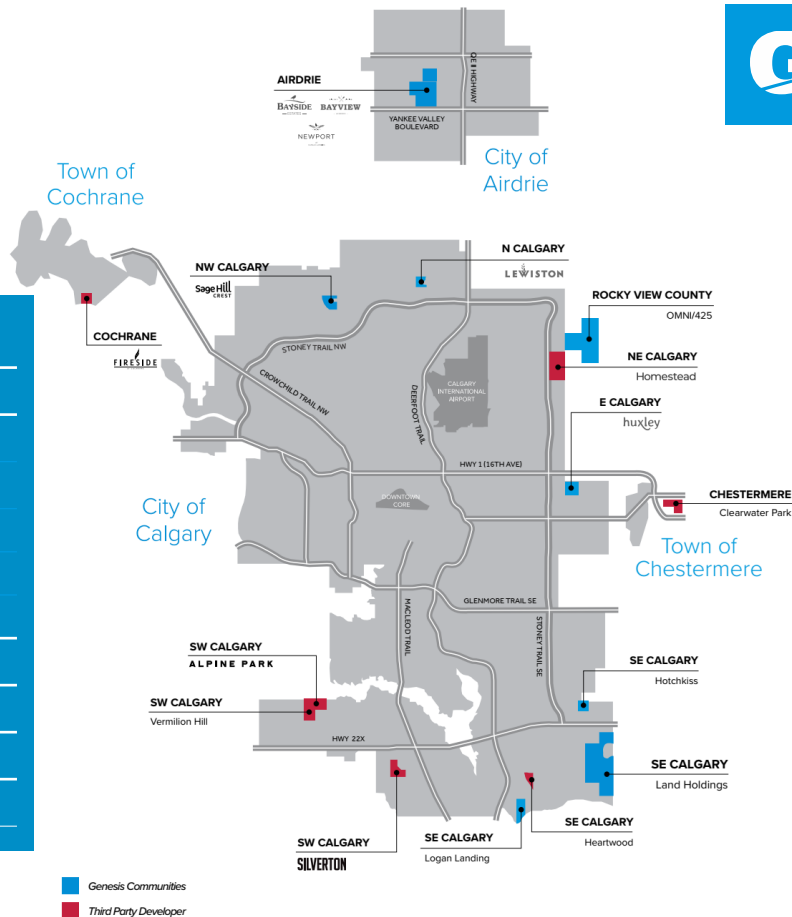 G
AIRDRIE
BAYSIDE
BAYVIEW
NEWPORT
QE II HIGHWAY
YANKEE VALLEY
BOULEVARD
City of
Airdrie
Town of
Cochrane
N CALGARY
LEWISTON
NW CALGARY
Sage Hill
CREST
ROCKY VIEW COUNTY
OMNI/425
COCHRANE
FIRESIDE
STONEY TRAIL NW
CROWCHILD TRAIL NW
DEERFOOT TRAIL
CALGARY
INTERNATIONAL
AIRPORT
NE CALGARY
Homestead
E CALGARY
huxley
HWY 1 (16TH AVE)
DOWNTOWN
CORE
City of
Calgary
CHESTERMERE
Clearwater Park
Town of
Chestermere
GLENMORE TRAIL SE
MACLEOD TRAIL
STONEY TRAIL SE
SW CALGARY
ALPINE PARK
SE CALGARY
Hotchkiss
SW CALGARY
Vermilion Hill
HWY 22X
SE CALGARY
Land Holdings
SE CALGARY
Heartwood
SW CALGARY
SILVERTON
SE CALGARY
Logan Landing
Genesis Communities
Third Party Developer